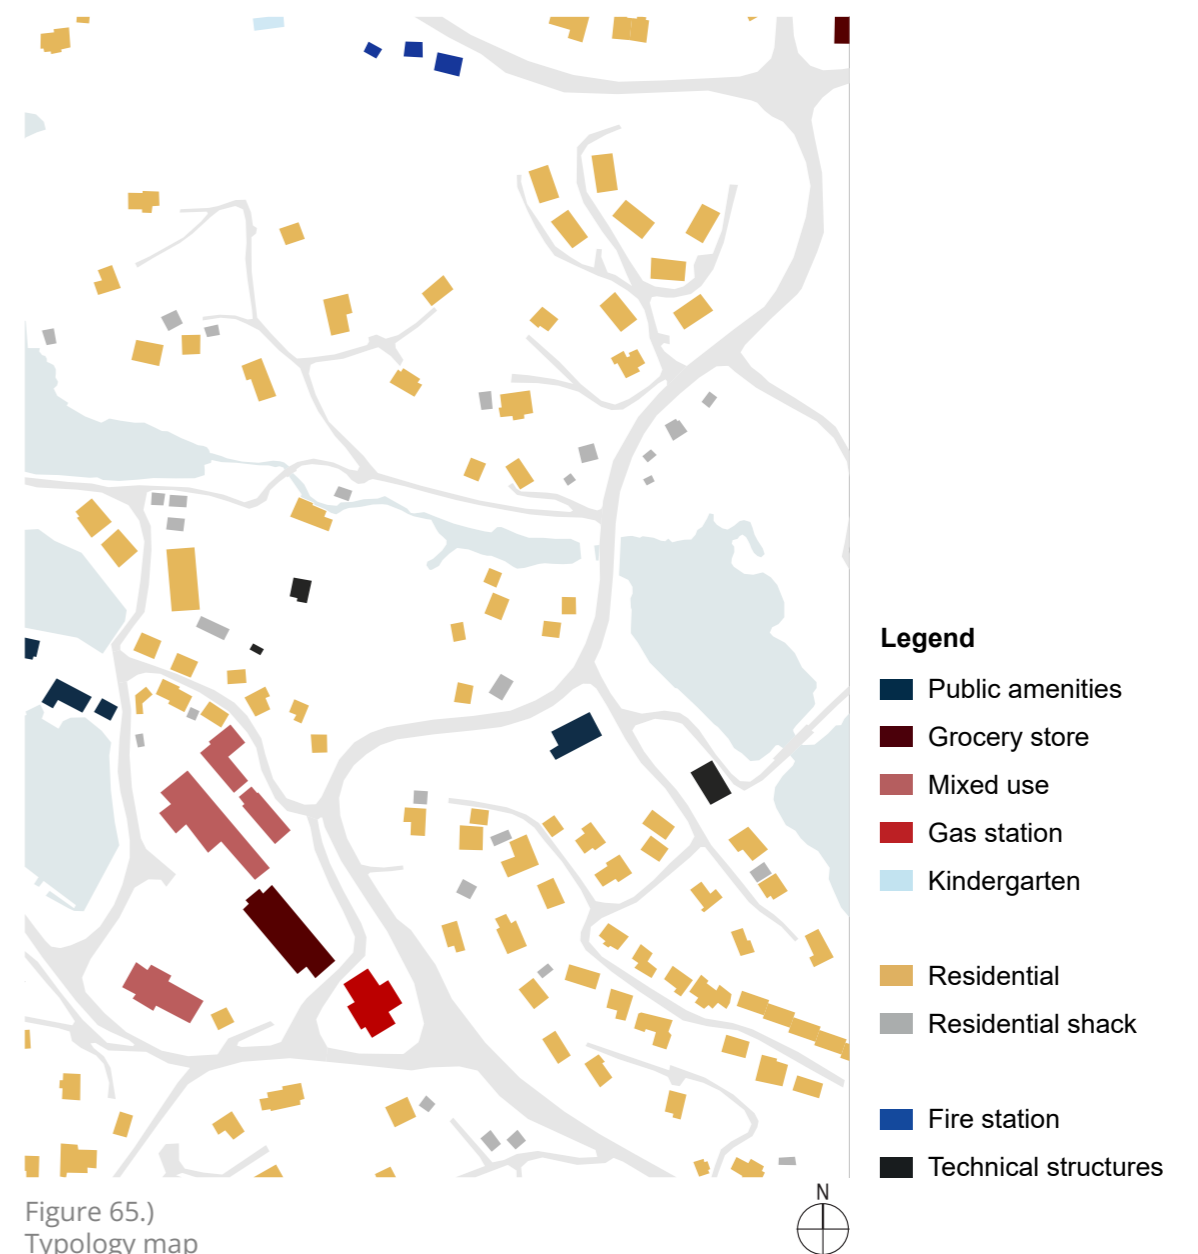 Legend
Public amenities
Grocery store
Mixed use
Gas station
Kindergarten
Residential
Residential shack
Fire station
Technical structures
N
Figure 65.)
Typology map